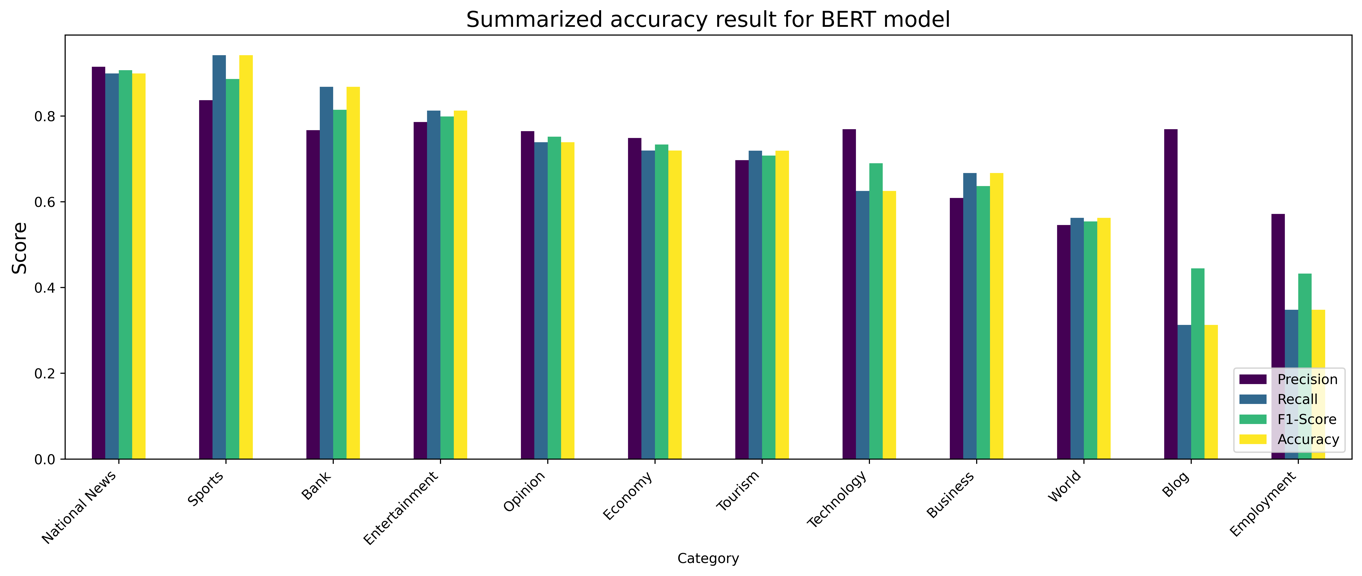 Summarized accuracy result for BERT model
Score
0.8
0.6
0.4
0.2
0.0
Precision
Recall
F1-Score
Accuracy
National News
Sports
Bank
Entertainment
Opinion
Economy
Tourism
Technology
Business
World
Blog
Employment
Category